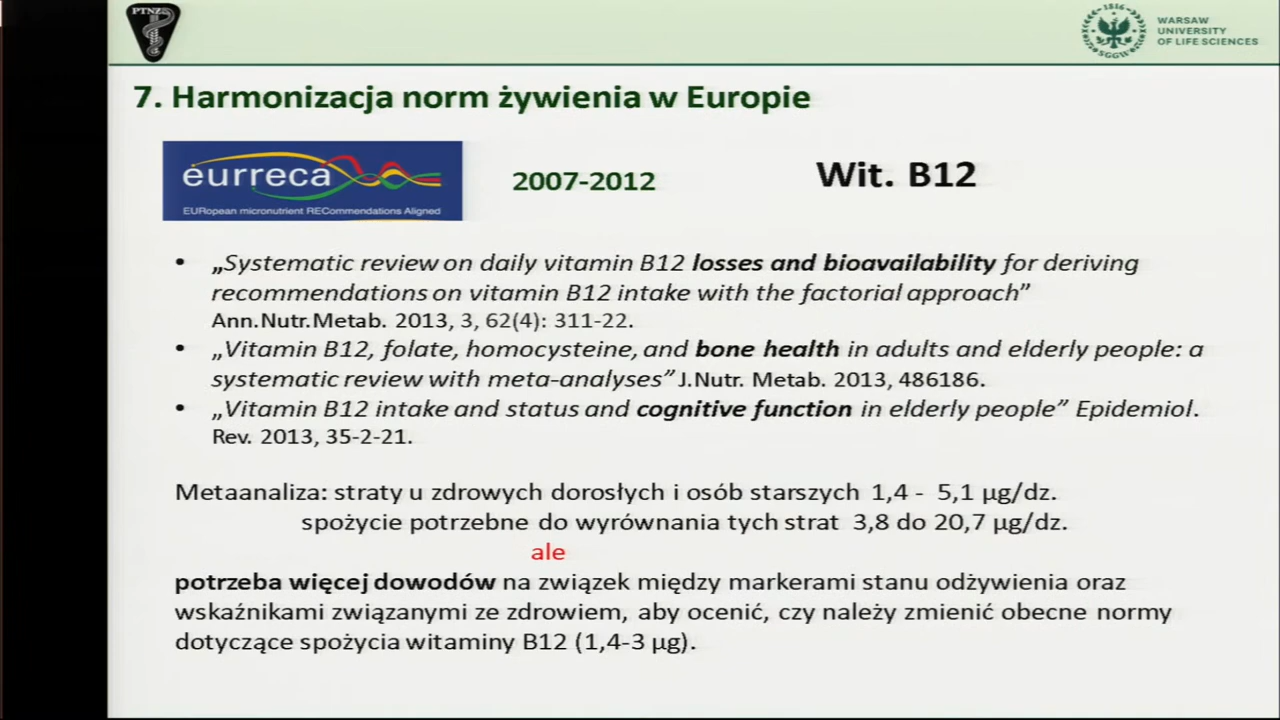 PTNŻ
1816
SGGW
WARSAW
UNIVERSITY
OF LIFE SCIENCES
7. Harmonizacja norm żywienia w Europie
eurreca
EURopean micronutrient RECommendations Aligned
2007-2012
Wit. B12
• „Systematic review on daily vitamin B12 losses and bioavailability for deriving
recommendations on vitamin B12 intake with the factorial approach”
Ann.Nutr.Metab. 2013, 3, 62(4): 311-22.
• „Vitamin B12, folate, homocysteine, and bone health in adults and elderly people: a
systematic review with meta-analyses” J.Nutr. Metab. 2013, 486186.
• „Vitamin B12 intake and status and cognitive function in elderly people” Epidemiol.
Rev. 2013, 35-2-21.
Metaanaliza: straty u zdrowych dorosłych i osób starszych 1,4 - 5,1 µg/dz.
spożycie potrzebne do wyrównania tych strat 3,8 do 20,7 µg/dz.
ale
potrzeba więcej dowodów na związek między markerami stanu odżywienia oraz
wskaźnikami związanymi ze zdrowiem, aby ocenić, czy należy zmienić obecne normy
dotyczące spożycia witaminy B12 (1,4-3 µg).